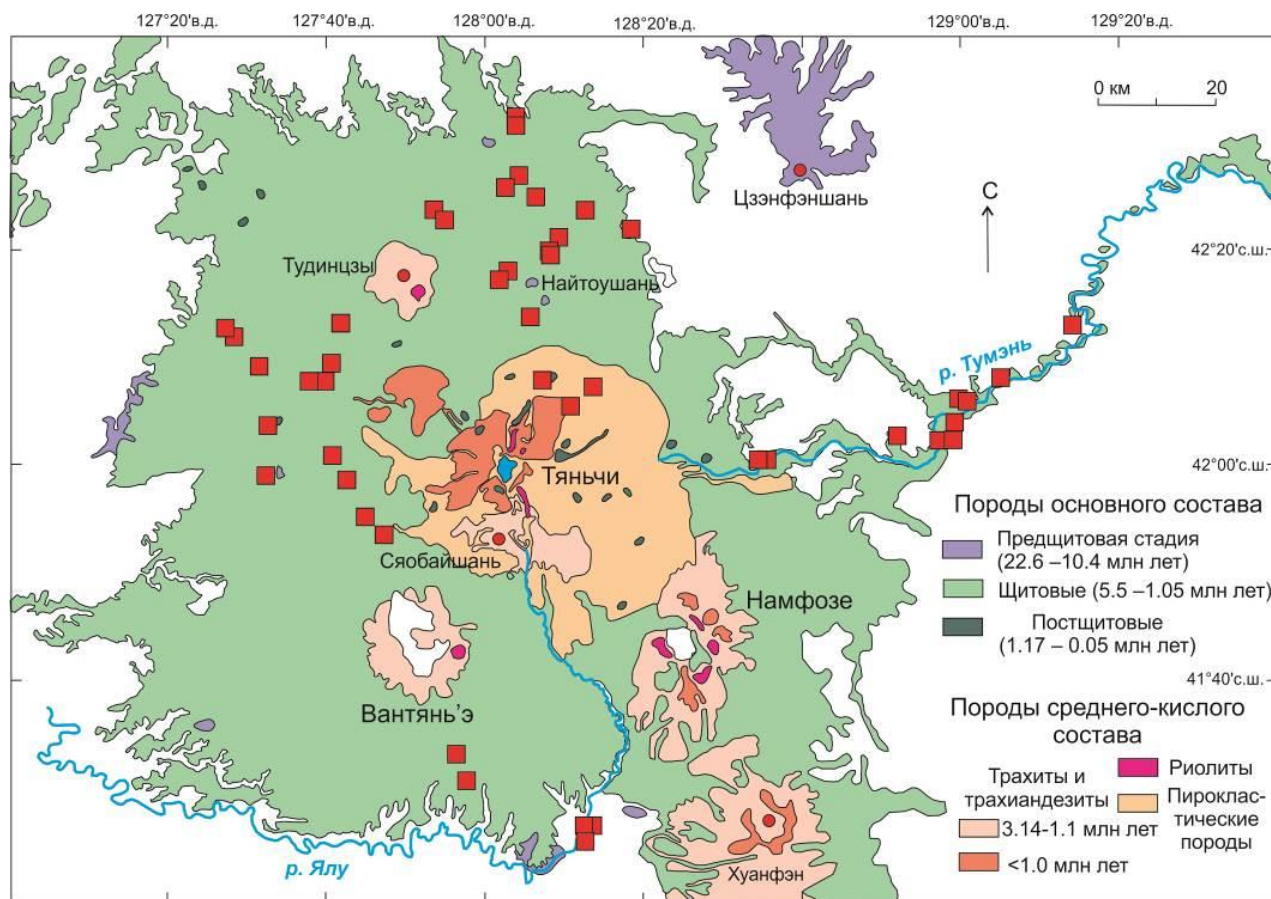 127°20'в.д.
127°40'в.д.
128°00'в.д.
128°20'в.д.
129°00'в.д.
129°20'в.д.
0 км 20
С
Цзэнфэншань
42°20'с.ш.
Тудинцзы
Найтоушань
р. Тумэнь
42°00'с.ш.
Тяньчи
Сяобайшань
Намфозе
Вантянь’э
41°40'с.ш.
р. Ялу
Хуанфэн
Породы основного состава
Предщитовая стадия
(22.6 –10.4 млн лет)
Щитовые (5.5 –1.05 млн лет)
Постщитовые
(1.17 – 0.05 млн лет)
Породы среднего-кислого
состава
Трахиты и
трахиандезиты
3.14-1.1 млн лет
<1.0 млн лет
Риолиты
Пироклас-
тические
породы